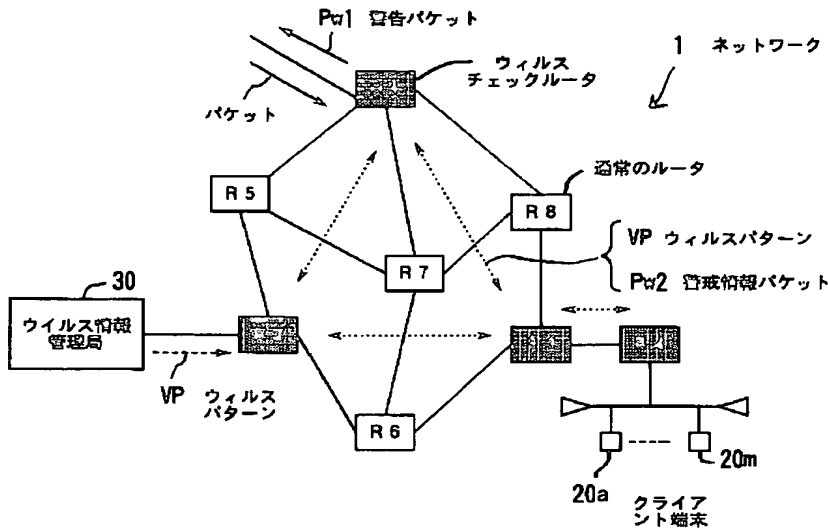 Pw1 警告パケット
1 ネットワーク
ウィルス
チェックルータ
パケット
通常のルータ
R5
R8
VP ウィルスパターン
R7
Pw2 警戒情報パケット
30
ウイルス情報
管理局
VP ウィルス
パターン
R6
20a
20m
クライア
ント端末